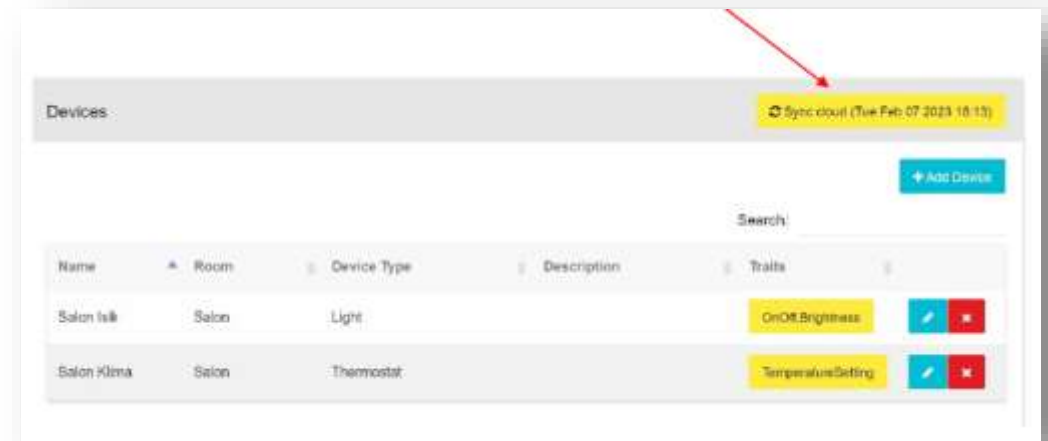 Devices
Sync cloud (Tue Feb 07 2023 18:13)
+ Add Device
Search:
Name Room Device Type Description Traits
Salon Isik Salon Light OnOff,Brightness
Salon Klima Salon Thermostat TemperatureSetting